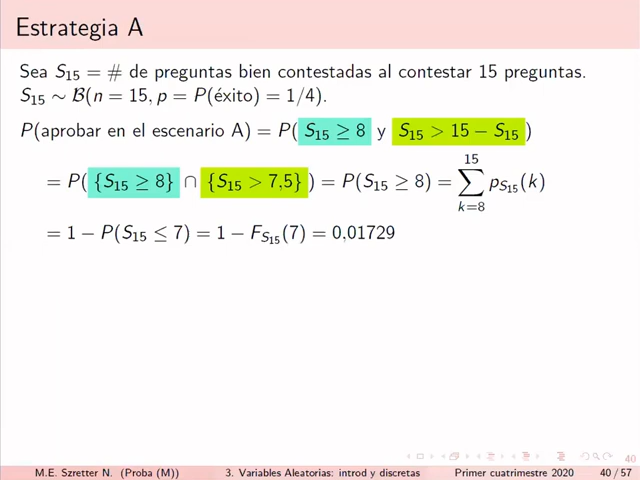 Estrategia A
Sea S₁₅ = # de preguntas bien contestadas al contestar 15 preguntas.
S₁₅ ∼ ℬ(n = 15, p = P(éxito) = 1/4).
P(aprobar en el escenario A) = P( S₁₅ ≥ 8 y S₁₅ > 15 − S₁₅ )
= P( {S₁₅ ≥ 8} ∩ {S₁₅ > 7,5} ) = P(S₁₅ ≥ 8) = ∑_{k=8}^{15} p_{S₁₅}(k)
= 1 − P(S₁₅ ≤ 7) = 1 − F_{S₁₅}(7) = 0,01729
40
M.E. Szretter N. (Proba (M)) 3. Variables Aleatorias: introd y discretas Primer cuatrimestre 2020 40 / 57